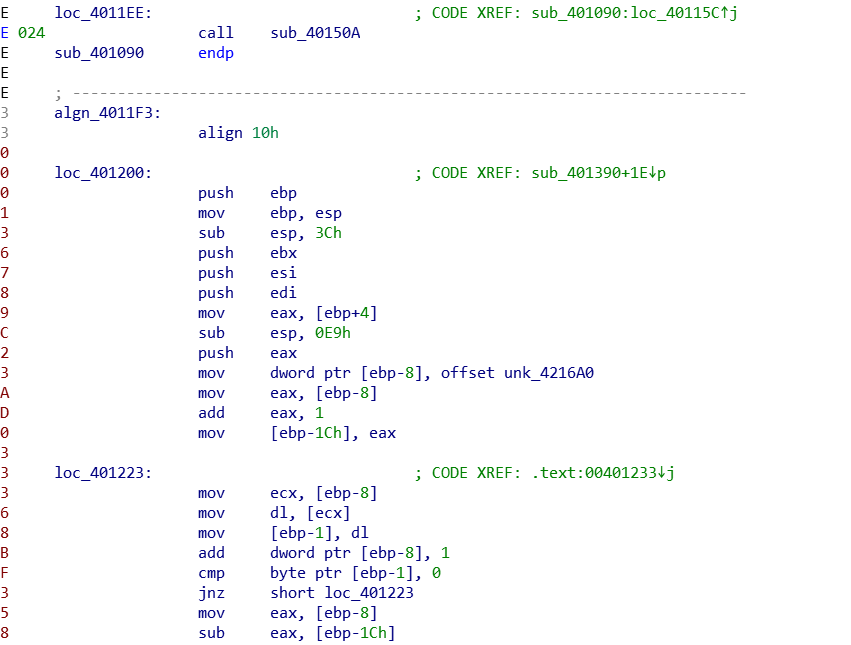 E loc_4011EE: ; CODE XREF: sub_401090:loc_40115C↑j
E 024 call sub_40150A
E sub_401090 endp
E
E ; ---------------------------------------------------------------------------
3 algn_4011F3:
3 align 10h
0
0 loc_401200: ; CODE XREF: sub_401390+1E↓p
0 push ebp
1 mov ebp, esp
3 sub esp, 3Ch
6 push ebx
7 push esi
8 push edi
9 mov eax, [ebp+4]
C sub esp, 0E9h
2 push eax
3 mov dword ptr [ebp-8], offset unk_4216A0
A mov eax, [ebp-8]
D add eax, 1
0 mov [ebp-1Ch], eax
3
3 loc_401223: ; CODE XREF: .text:00401233↓j
3 mov ecx, [ebp-8]
6 mov dl, [ecx]
8 mov [ebp-1], dl
B add dword ptr [ebp-8], 1
F cmp byte ptr [ebp-1], 0
3 jnz short loc_401223
5 mov eax, [ebp-8]
8 sub eax, [ebp-1Ch]